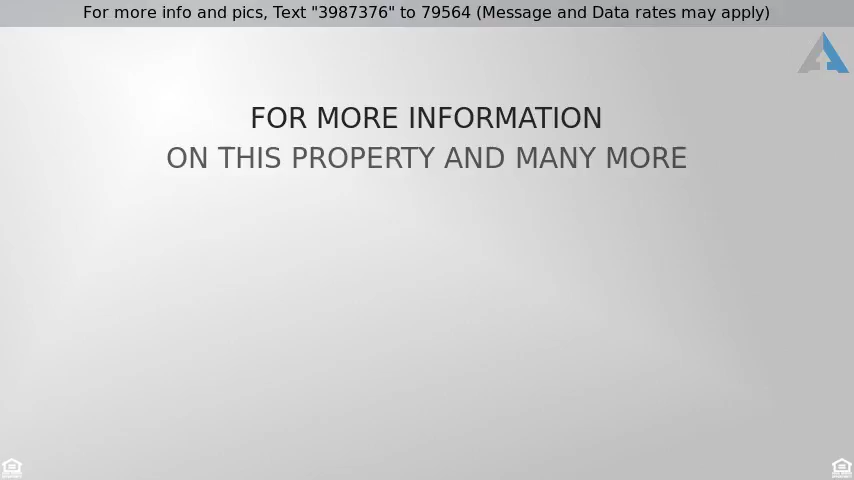 For more info and pics, Text "3987376" to 79564 (Message and Data rates may apply)
FOR MORE INFORMATION
ON THIS PROPERTY AND MANY MORE